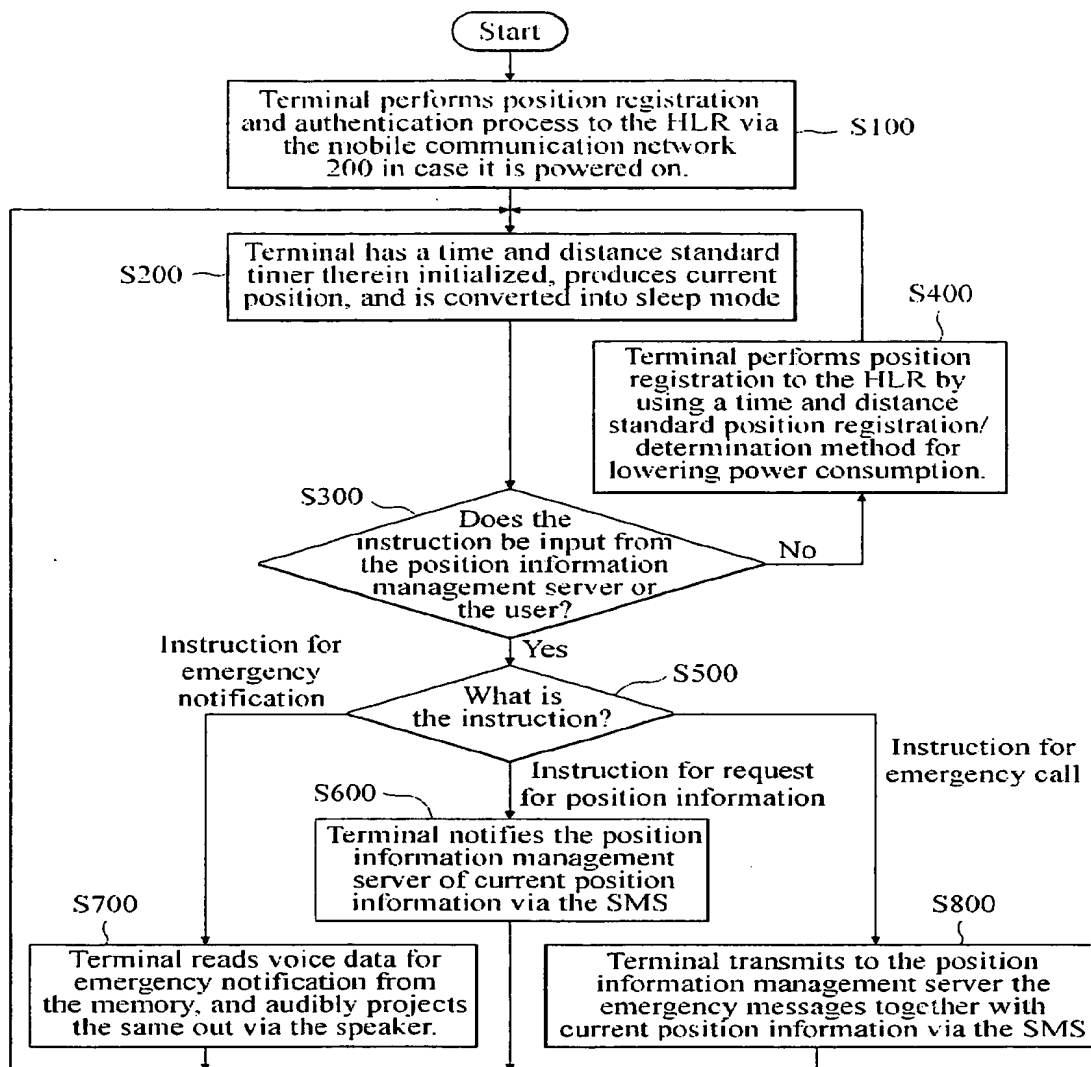 Start
Terminal performs position registration
and authentication process to the HLR via
the mobile communication network
200 in case it is powered on.
S100
Terminal has a time and distance standard
timer therein initialized, produces current
position, and is converted into sleep mode
S200
S400
Terminal performs position
registration to the HLR by
using a time and distance
standard position registration/
determination method for
lowering power consumption.
S300
Does the
instruction be input from
the position information
management server or
the user?
No
Yes
Instruction for
emergency
notification
S500
What is
the instruction?
Instruction for request
for position information
Instruction for
emergency call
S600
Terminal notifies the position
information management
server of current position
information via the SMS
S700
Terminal reads voice data for
emergency notification from
the memory, and audibly projects
the same out via the speaker.
S800
Terminal transmits to the position
information management server the
emergency messages together with
current position information via the SMS